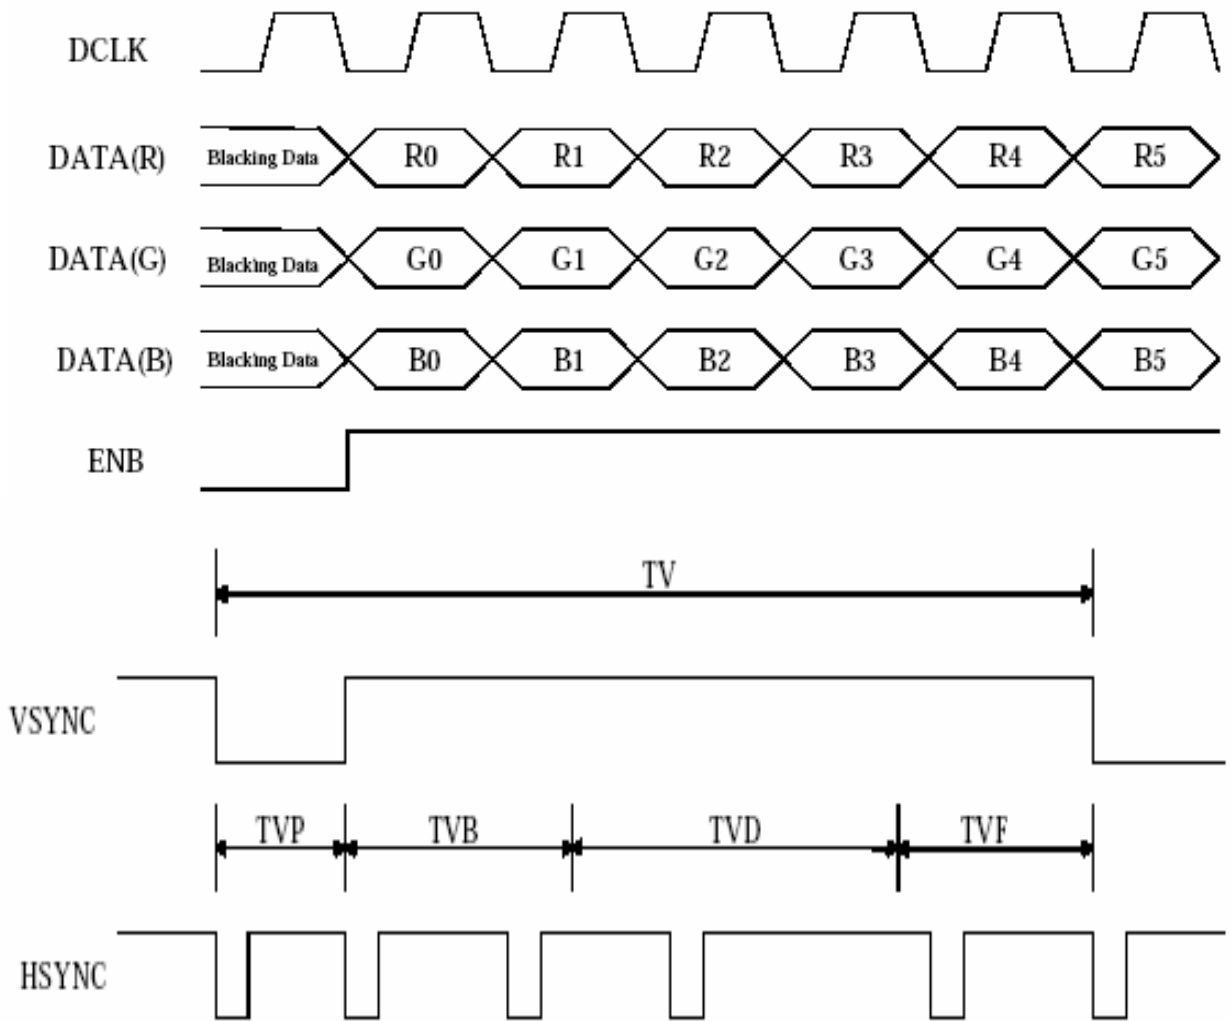 DCLK
DATA(R) Blacking Data R0 R1 R2 R3 R4 R5
DATA(G) Blacking Data G0 G1 G2 G3 G4 G5
DATA(B) Blacking Data B0 B1 B2 B3 B4 B5
ENB
TV
VSYNC
TVP TVB TVD TVF
HSYNC